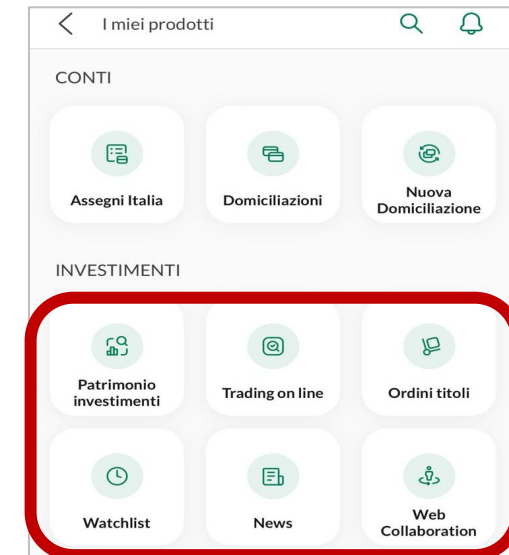 I miei prodotti
CONTI
Assegni Italia
Domiciliazioni
Nuova
Domiciliazione
INVESTIMENTI
Patrimonio
investimenti
Trading on line
Ordini titoli
Watchlist
News
Web
Collaboration